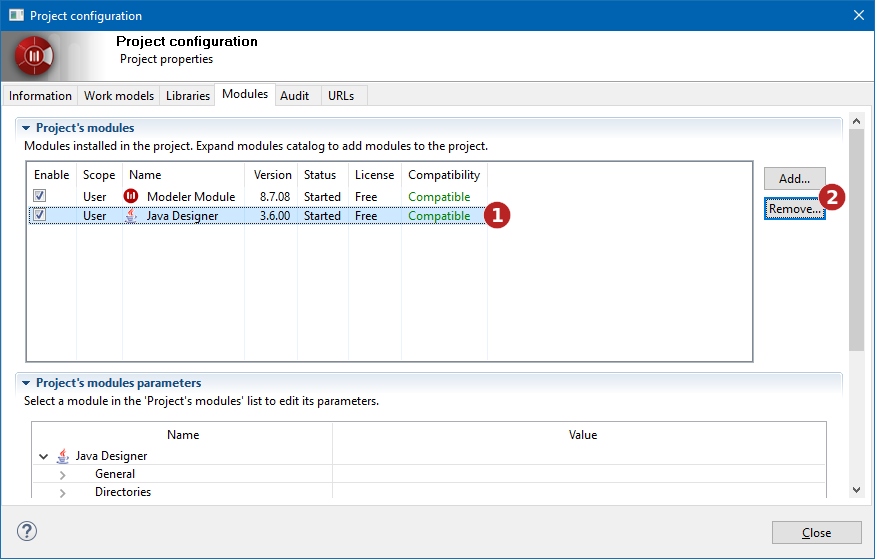 Project configuration
Project configuration
Project properties
Information Work models Libraries Modules Audit URLs
Project's modules
Modules installed in the project. Expand modules catalog to add modules to the project.
Enable Scope Name Version Status License Compatibility
User Modeler Module 8.7.08 Started Free Compatible
User Java Designer 3.6.00 Started Free Compatible 1
Add...
Remove... 2
Project's modules parameters
Select a module in the 'Project's modules' list to edit its parameters.
Name Value
Java Designer
General
Directories
? Close